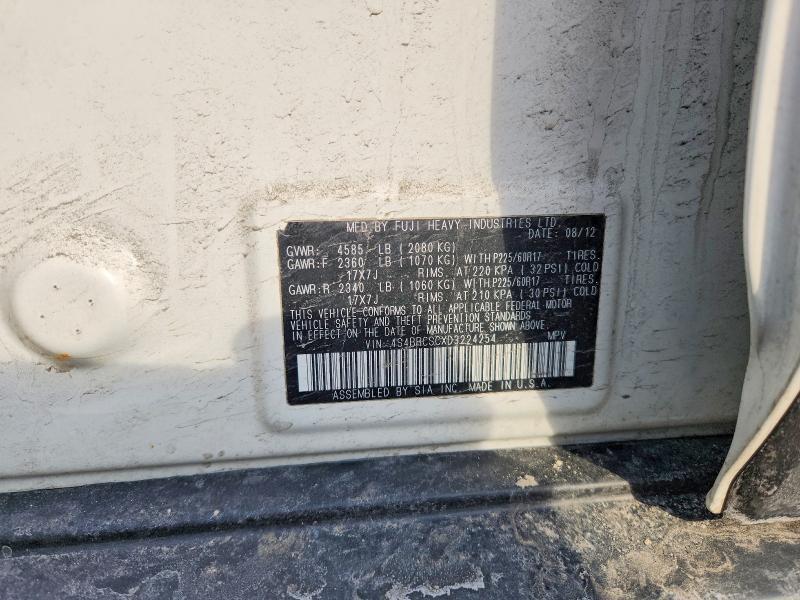 MFD BY FUJI HEAVY INDUSTRIES LTD.
DATE: 08/12
GVWR: 4585 LB ( 2080 KG)
GAWR:F 2360 LB ( 1070 KG) WITH:P225/60R17 TIRES.
17X7J RIMS. AT 220 KPA ( 32 PSI) COLD
GAWR:R 2340 LB ( 1060 KG) WITH:P225/60R17 TIRES.
17X7J RIMS. AT 210 KPA ( 30 PSI) COLD
THIS VEHICLE CONFORMS TO ALL APPLICABLE FEDERAL MOTOR
VEHICLE SAFETY AND THEFT PREVENTION STANDARDS
IN EFFECT ON THE DATE OF MANUFACTURE SHOWN ABOVE.
VIN: 4S4BRCSCXD3224254 MPV
ASSEMBLED BY SIA INC. MADE IN U.S.A.